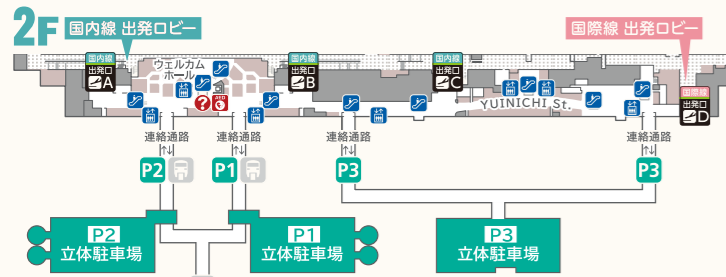 2F
国内線 出発ロビー
国際線 出発ロビー
国内線
出発口
A
ウェルカム
ホール
国内線
出発口
B
国内線
出発口
C
YUINICHI St.
国際線
出発口
D
?
AED
連絡通路
連絡通路
連絡通路
連絡通路
P2
P1
P3
P3
P2
立体駐車場
P1
立体駐車場
P3
立体駐車場